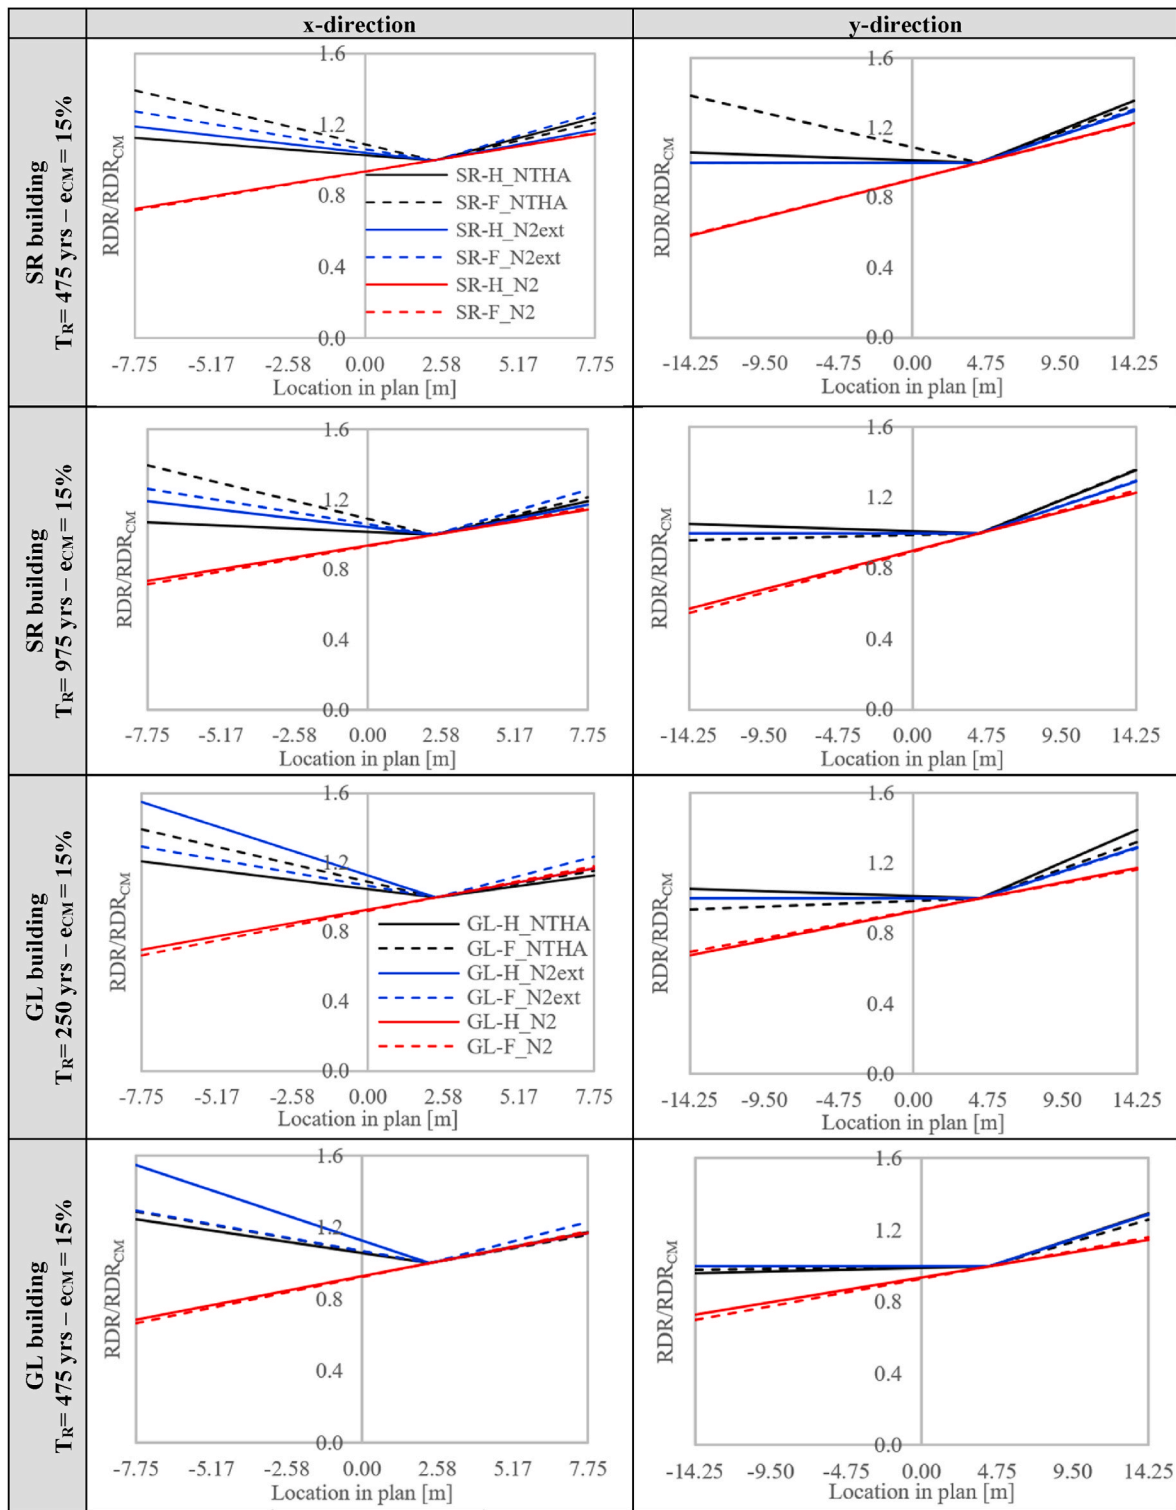 x-direction
y-direction
SR building
T_R= 475 yrs – e_CM = 15%
RDR/RDR_CM
1.6
1.2
0.8
0.4
0.0
SR-H_NTHA
SR-F_NTHA
SR-H_N2ext
SR-F_N2ext
SR-H_N2
SR-F_N2
-7.75 -5.17 -2.58 0.00 2.58 5.17 7.75
Location in plan [m]
RDR/RDR_CM
1.6
1.2
0.8
0.4
0.0
-14.25 -9.50 -4.75 0.00 4.75 9.50 14.25
Location in plan [m]
SR building
T_R= 975 yrs – e_CM = 15%
RDR/RDR_CM
1.6
1.2
0.8
0.4
0.0
-7.75 -5.17 -2.58 0.00 2.58 5.17 7.75
Location in plan [m]
RDR/RDR_CM
1.6
1.2
0.8
0.4
0.0
-14.25 -9.50 -4.75 0.00 4.75 9.50 14.25
Location in plan [m]
GL building
T_R= 250 yrs – e_CM = 15%
RDR/RDR_CM
1.6
1.2
0.8
0.4
0.0
GL-H_NTHA
GL-F_NTHA
GL-H_N2ext
GL-F_N2ext
GL-H_N2
GL-F_N2
-7.75 -5.17 -2.58 0.00 2.58 5.17 7.75
Location in plan [m]
RDR/RDR_CM
1.6
1.2
0.8
0.4
0.0
-14.25 -9.50 -4.75 0.00 4.75 9.50 14.25
Location in plan [m]
GL building
T_R= 475 yrs – e_CM = 15%
RDR/RDR_CM
1.6
1.2
0.8
0.4
0.0
-7.75 -5.17 -2.58 0.00 2.58 5.17 7.75
Location in plan [m]
RDR/RDR_CM
1.6
1.2
0.8
0.4
0.0
-14.25 -9.50 -4.75 0.00 4.75 9.50 14.25
Location in plan [m]